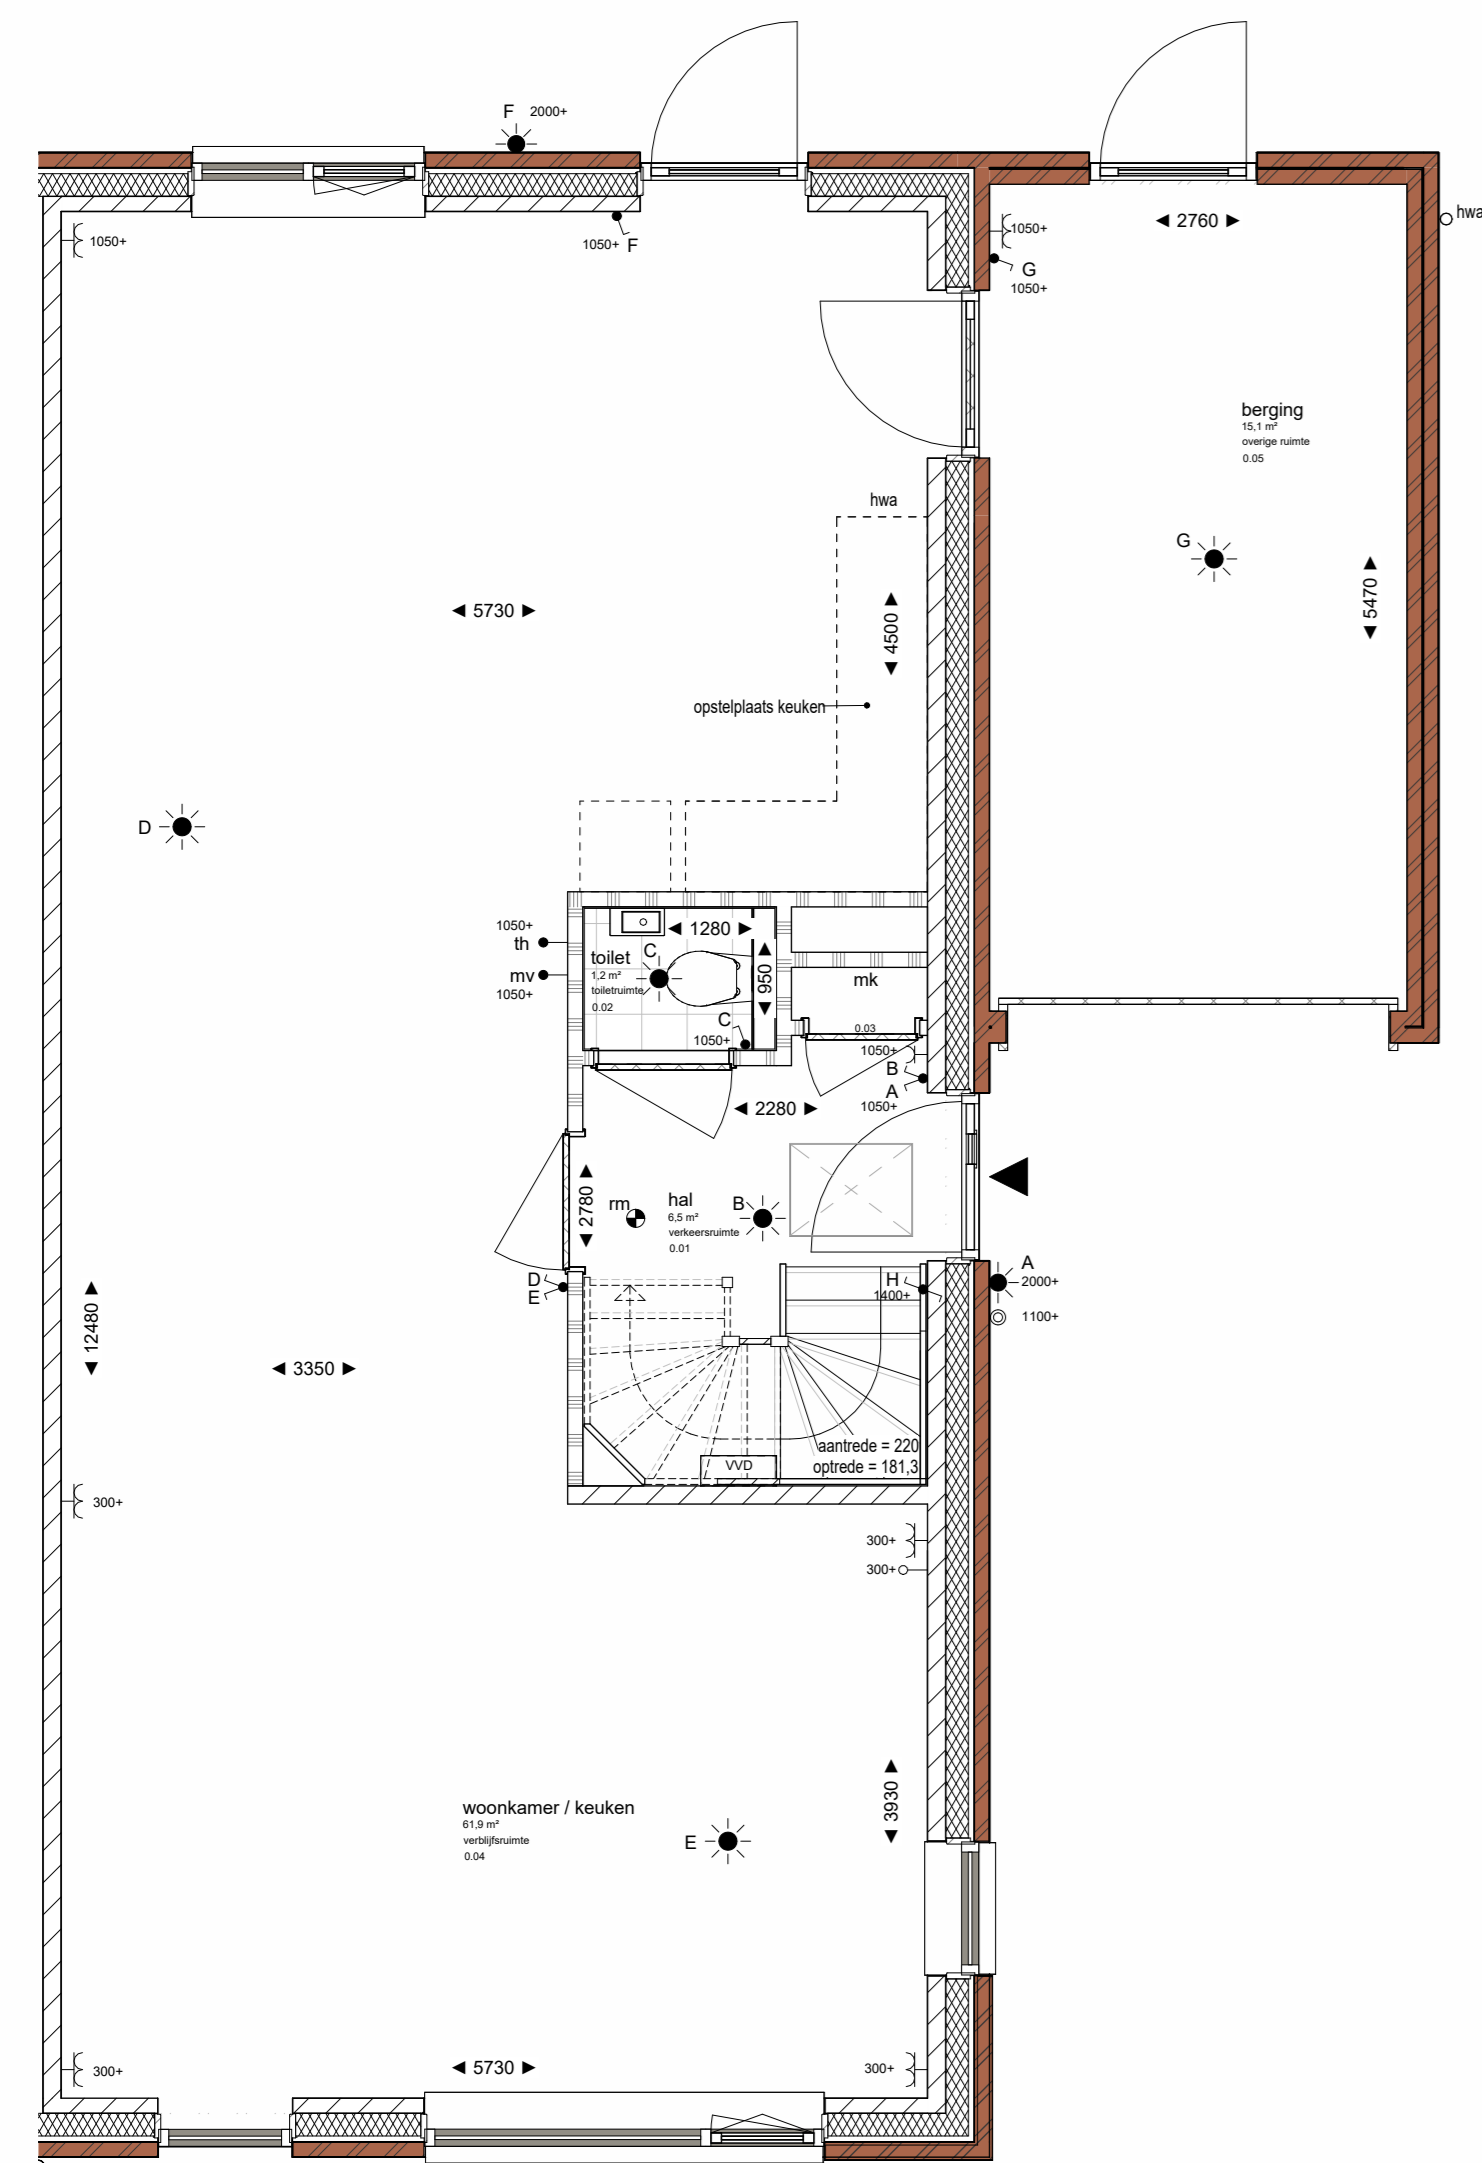 F 2000+
1050+
1050+ F
2760
hwa
1050+
G
1050+
berging
15,1 m²
overige ruimte
0.05
hwa
G
5730
4500
5470
opstelplaats keuken
D
1050+
th
mv
1050+
toilet
1,2 m²
toiletruimte
0.02
C
1280
950
C
1050+
mk
0.03
1050+
B
A
1050+
2280
2780
rm
hal
6,5 m²
verkeersruimte
0.01
B
D
E
H
1400+
A
2000+
1100+
12480
3350
aantrede = 220
optrede = 181,3
VVD
300+
300+
300+
3930
woonkamer / keuken
61,9 m²
verblijfsruimte
0.04
E
300+
5730
300+